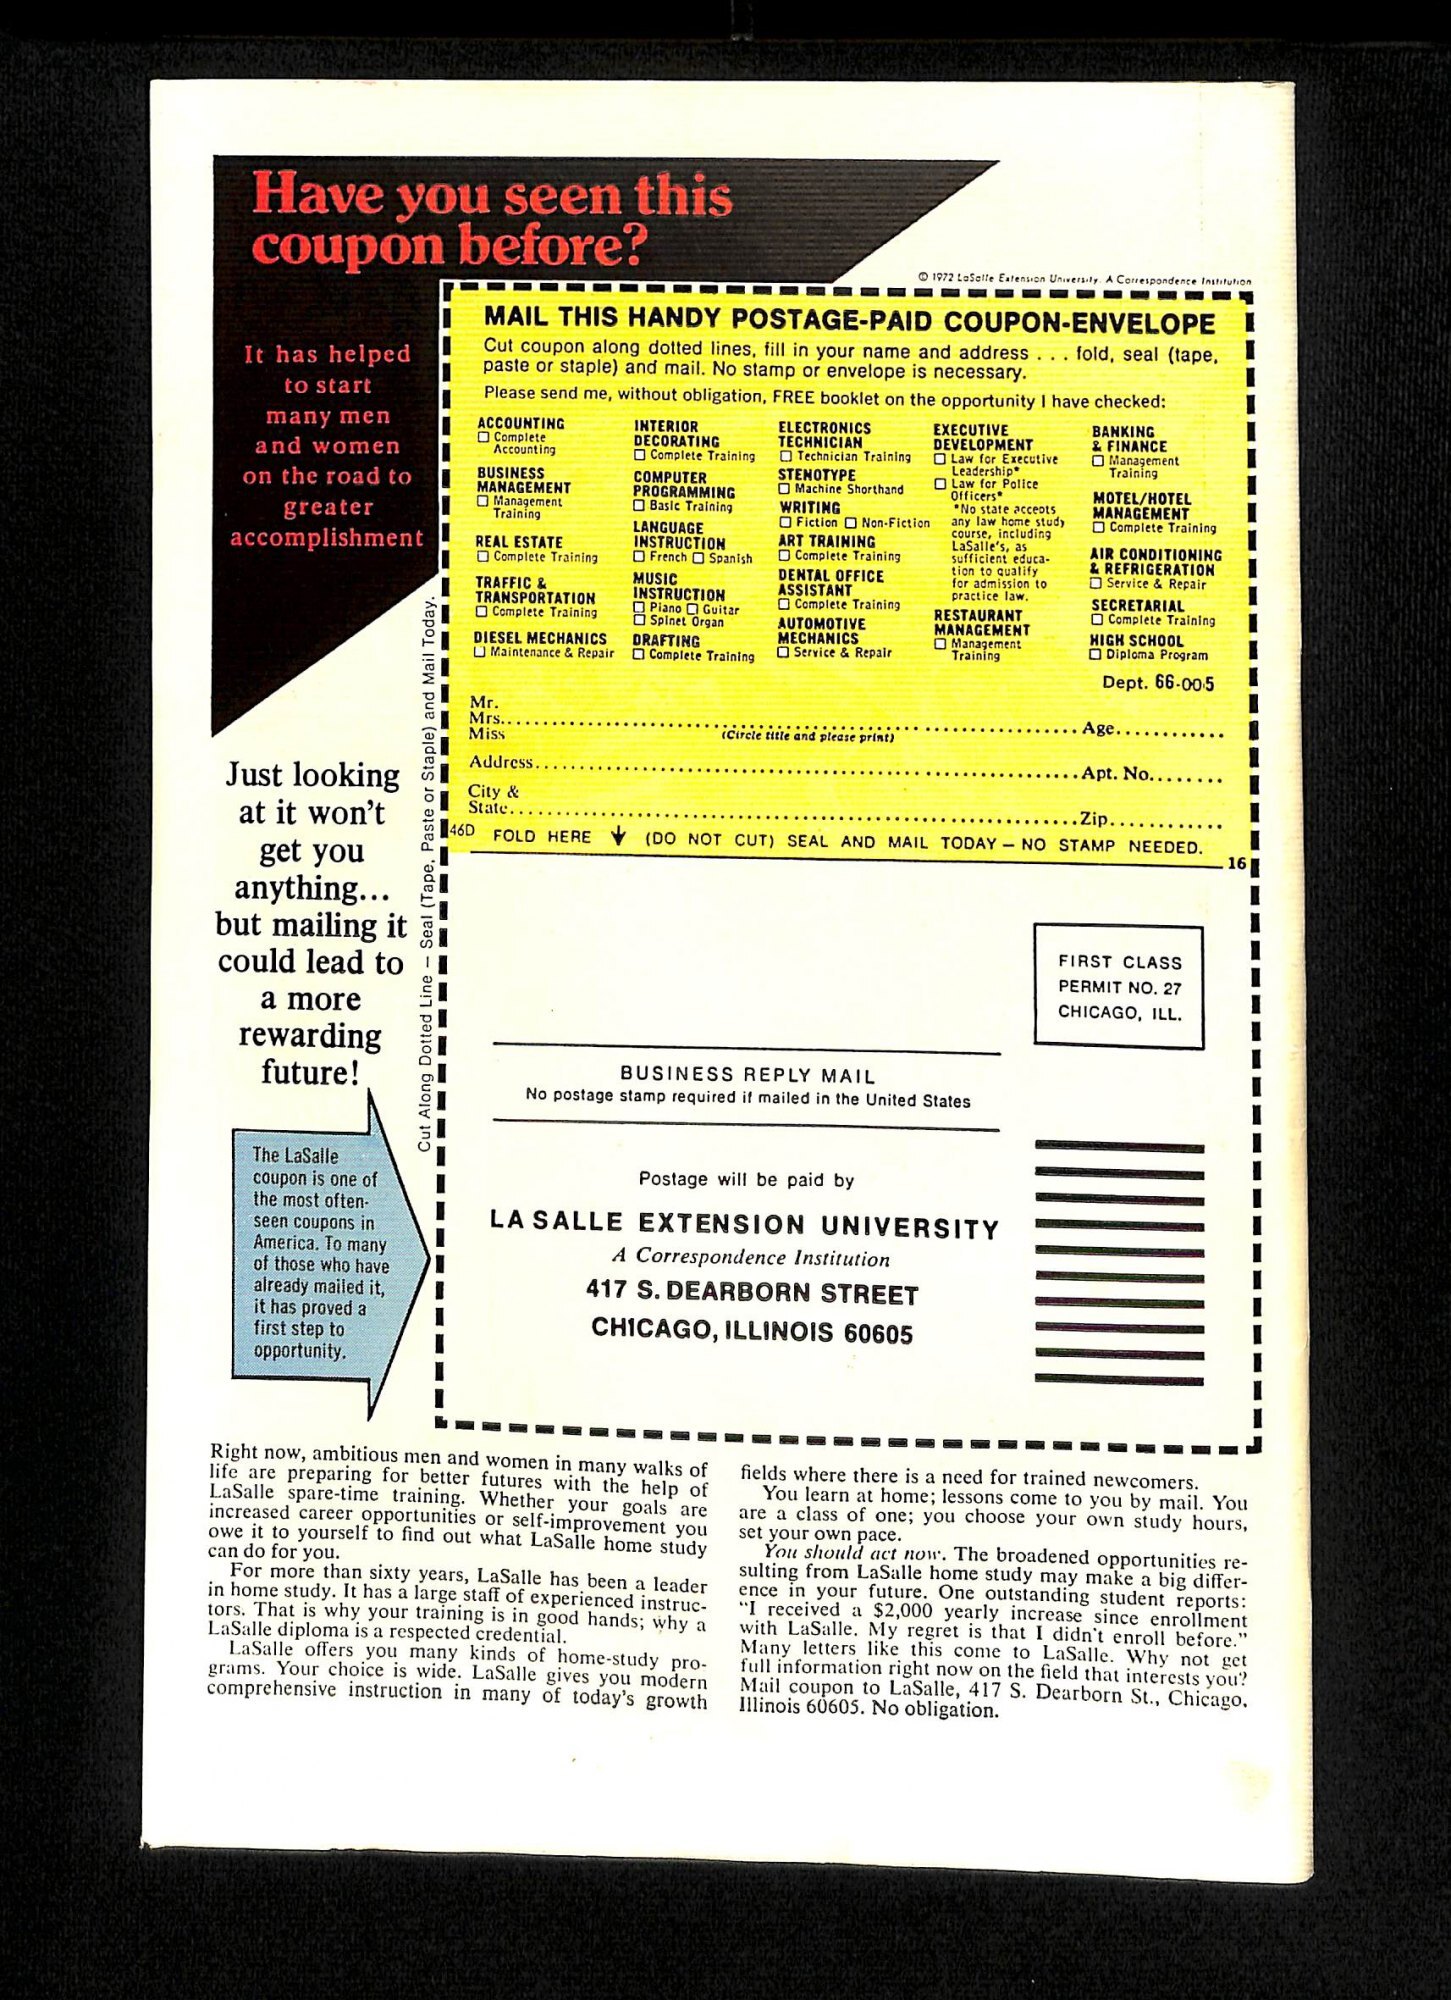 Have you seen this
coupon before?
It has helped
to start
many men
and women
on the road to
greater
accomplishment
© 1972 LaSalle Extension University. A Correspondence Institution
MAIL THIS HANDY POSTAGE-PAID COUPON-ENVELOPE
Cut coupon along dotted lines, fill in your name and address . . . fold, seal (tape,
paste or staple) and mail. No stamp or envelope is necessary.
Please send me, without obligation, FREE booklet on the opportunity I have checked:
ACCOUNTING
☐ Complete
Accounting
BUSINESS
MANAGEMENT
☐ Management
Training
REAL ESTATE
☐ Complete Training
TRAFFIC &
TRANSPORTATION
☐ Complete Training
DIESEL MECHANICS
☐ Maintenance & Repair
INTERIOR
DECORATING
☐ Complete Training
COMPUTER
PROGRAMMING
☐ Basic Training
LANGUAGE
INSTRUCTION
☐ French ☐ Spanish
MUSIC
INSTRUCTION
☐ Piano ☐ Guitar
☐ Spinet Organ
DRAFTING
☐ Complete Training
ELECTRONICS
TECHNICIAN
☐ Technician Training
STENOTYPE
☐ Machine Shorthand
WRITING
☐ Fiction ☐ Non-Fiction
ART TRAINING
☐ Complete Training
DENTAL OFFICE
ASSISTANT
☐ Complete Training
AUTOMOTIVE
MECHANICS
☐ Service & Repair
EXECUTIVE
DEVELOPMENT
☐ Law for Executive
Leadership*
☐ Law for Police
Officers*
*No state accepts
any law home study
course, including
LaSalle's, as
sufficient educa-
tion to qualify
for admission to
practice law.
RESTAURANT
MANAGEMENT
☐ Management
Training
BANKING
& FINANCE
☐ Management
Training
MOTEL/HOTEL
MANAGEMENT
☐ Complete Training
AIR CONDITIONING
& REFRIGERATION
☐ Service & Repair
SECRETARIAL
☐ Complete Training
HIGH SCHOOL
☐ Diploma Program
Dept. 66-005
Mr.
Mrs. Age
Miss (Circle title and please print)
Address Apt. No.
City &
State Zip
46D FOLD HERE ↓ (DO NOT CUT) SEAL AND MAIL TODAY – NO STAMP NEEDED.
16
Cut Along Dotted Line – Seal (Tape, Paste or Staple) and Mail Today.
Just looking
at it won't
get you
anything...
but mailing it
could lead to
a more
rewarding
future!
FIRST CLASS
PERMIT NO. 27
CHICAGO, ILL.
BUSINESS REPLY MAIL
No postage stamp required if mailed in the United States
Postage will be paid by
LA SALLE EXTENSION UNIVERSITY
A Correspondence Institution
417 S. DEARBORN STREET
CHICAGO, ILLINOIS 60605
The LaSalle
coupon is one of
the most often-
seen coupons in
America. To many
of those who have
already mailed it,
it has proved a
first step to
opportunity.
Right now, ambitious men and women in many walks of
life are preparing for better futures with the help of
LaSalle spare-time training. Whether your goals are
increased career opportunities or self-improvement you
owe it to yourself to find out what LaSalle home study
can do for you.
For more than sixty years, LaSalle has been a leader
in home study. It has a large staff of experienced instruc-
tors. That is why your training is in good hands; why a
LaSalle diploma is a respected credential.
LaSalle offers you many kinds of home-study pro-
grams. Your choice is wide. LaSalle gives you modern
comprehensive instruction in many of today's growth
fields where there is a need for trained newcomers.
You learn at home; lessons come to you by mail. You
are a class of one; you choose your own study hours,
set your own pace.
You should act now. The broadened opportunities re-
sulting from LaSalle home study may make a big differ-
ence in your future. One outstanding student reports:
"I received a $2,000 yearly increase since enrollment
with LaSalle. My regret is that I didn't enroll before."
Many letters like this come to LaSalle. Why not get
full information right now on the field that interests you?
Mail coupon to LaSalle, 417 S. Dearborn St., Chicago,
Illinois 60605. No obligation.